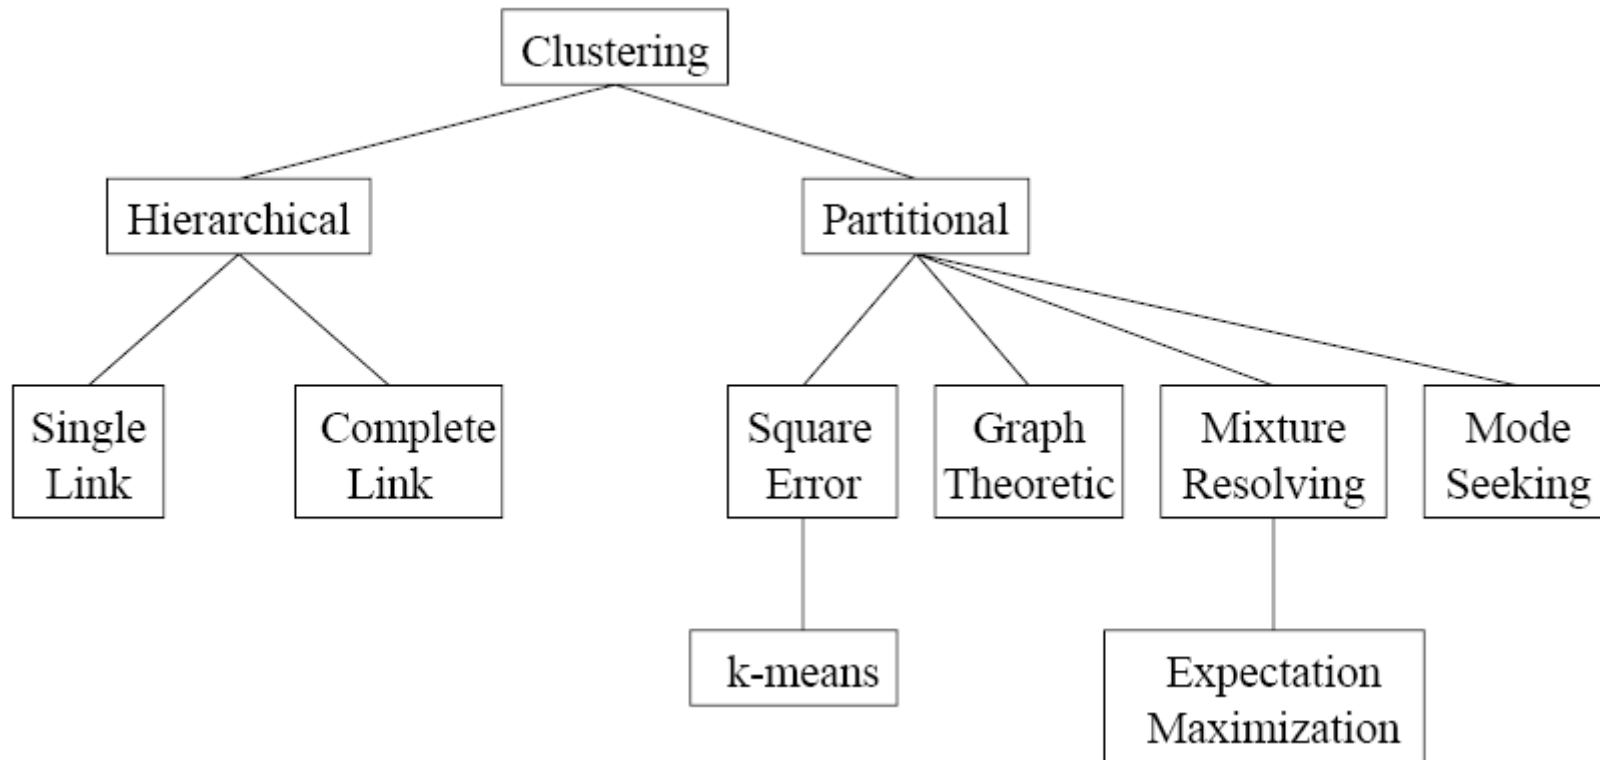 Clustering
Hierarchical
Partitional
Single
Link
Complete
Link
Square
Error
Graph
Theoretic
Mixture
Resolving
Mode
Seeking
k-means
Expectation
Maximization